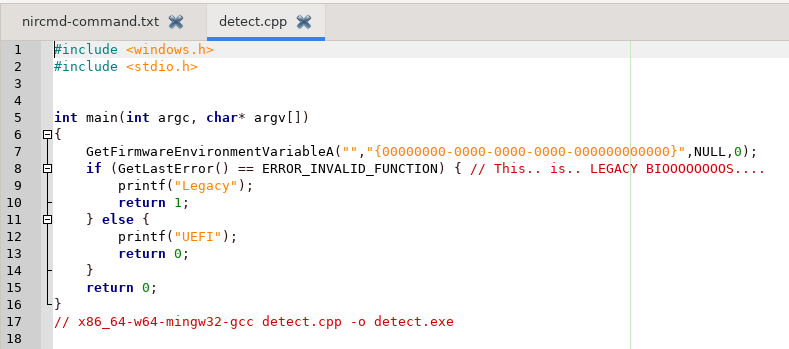 nircmd-command.txt detect.cpp
1 #include <windows.h>
2 #include <stdio.h>
3
4
5 int main(int argc, char* argv[])
6 {
7     GetFirmwareEnvironmentVariableA("","{00000000-0000-0000-0000-000000000000}",NULL,0);
8     if (GetLastError() == ERROR_INVALID_FUNCTION) { // This.. is.. LEGACY BIOOOOOOOS....
9         printf("Legacy");
10         return 1;
11     } else {
12         printf("UEFI");
13         return 0;
14     }
15     return 0;
16 }
17 // x86_64-w64-mingw32-gcc detect.cpp -o detect.exe
18